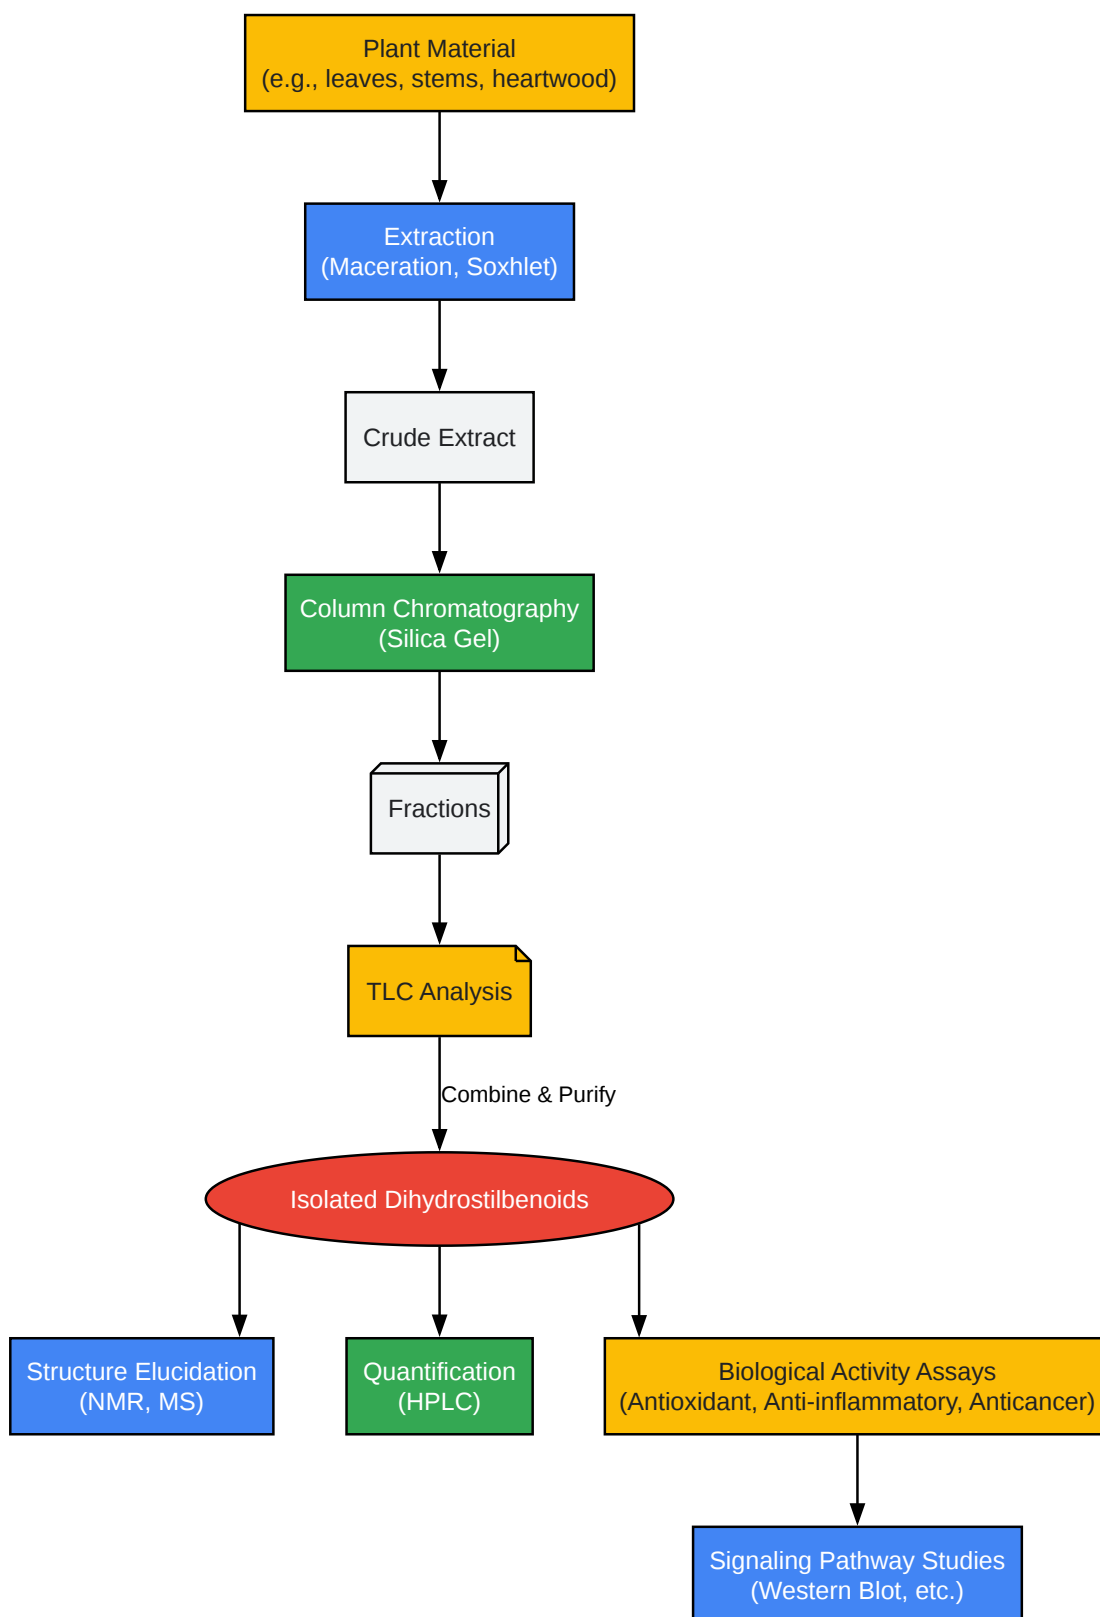 Plant Material
(e.g., leaves, stems, heartwood)
Extraction
(Maceration, Soxhlet)
Crude Extract
Column Chromatography
(Silica Gel)
Fractions
TLC Analysis
Combine & Purify
Isolated Dihydrostilbenoids
Structure Elucidation
(NMR, MS)
Quantification
(HPLC)
Biological Activity Assays
(Antioxidant, Anti-inflammatory, Anticancer)
Signaling Pathway Studies
(Western Blot, etc.)